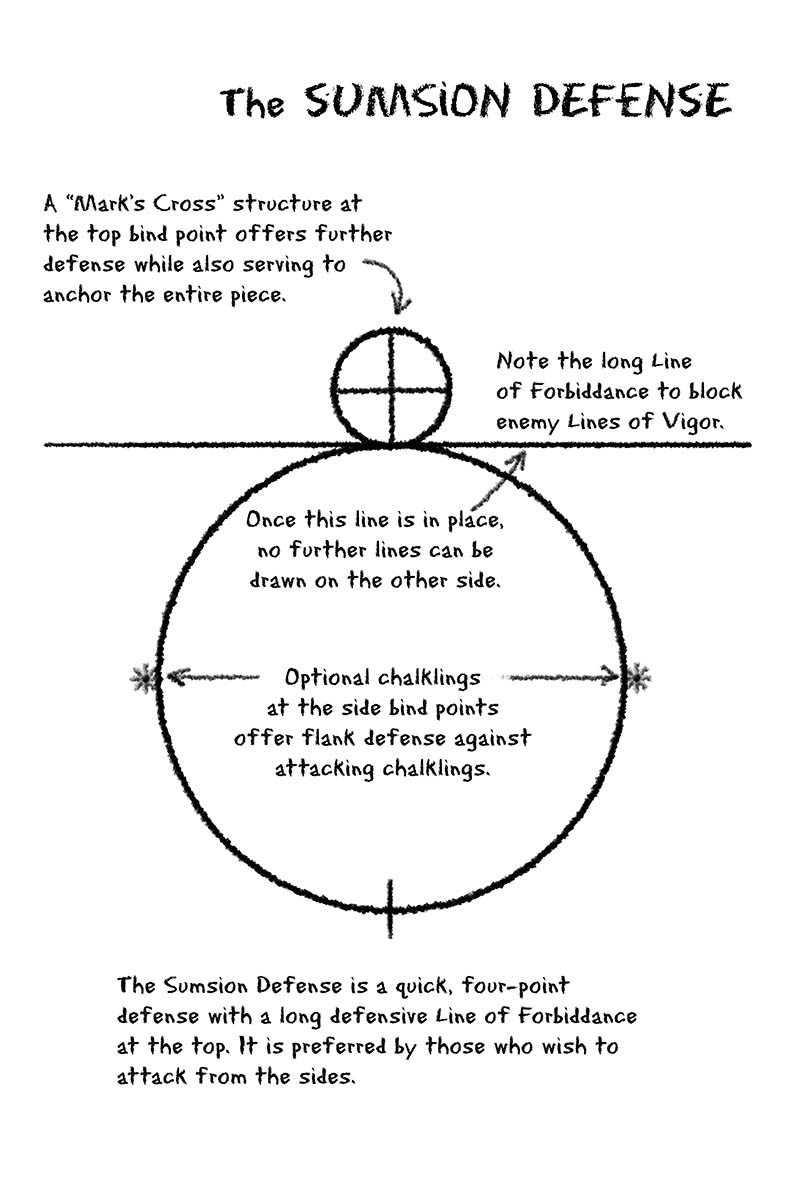 The SUMSION DEFENSE
A “Mark’s Cross” structure at
the top bind point offers further
defense while also serving to
anchor the entire piece.
Note the long Line
of Forbiddance to block
enemy Lines of Vigor.
Once this line is in place,
no further lines can be
drawn on the other side.
Optional chalklings
at the side bind points
offer flank defense against
attacking chalklings.
The Sumsion Defense is a quick, four-point
defense with a long defensive Line of Forbiddance
at the top. It is preferred by those who wish to
attack from the sides.